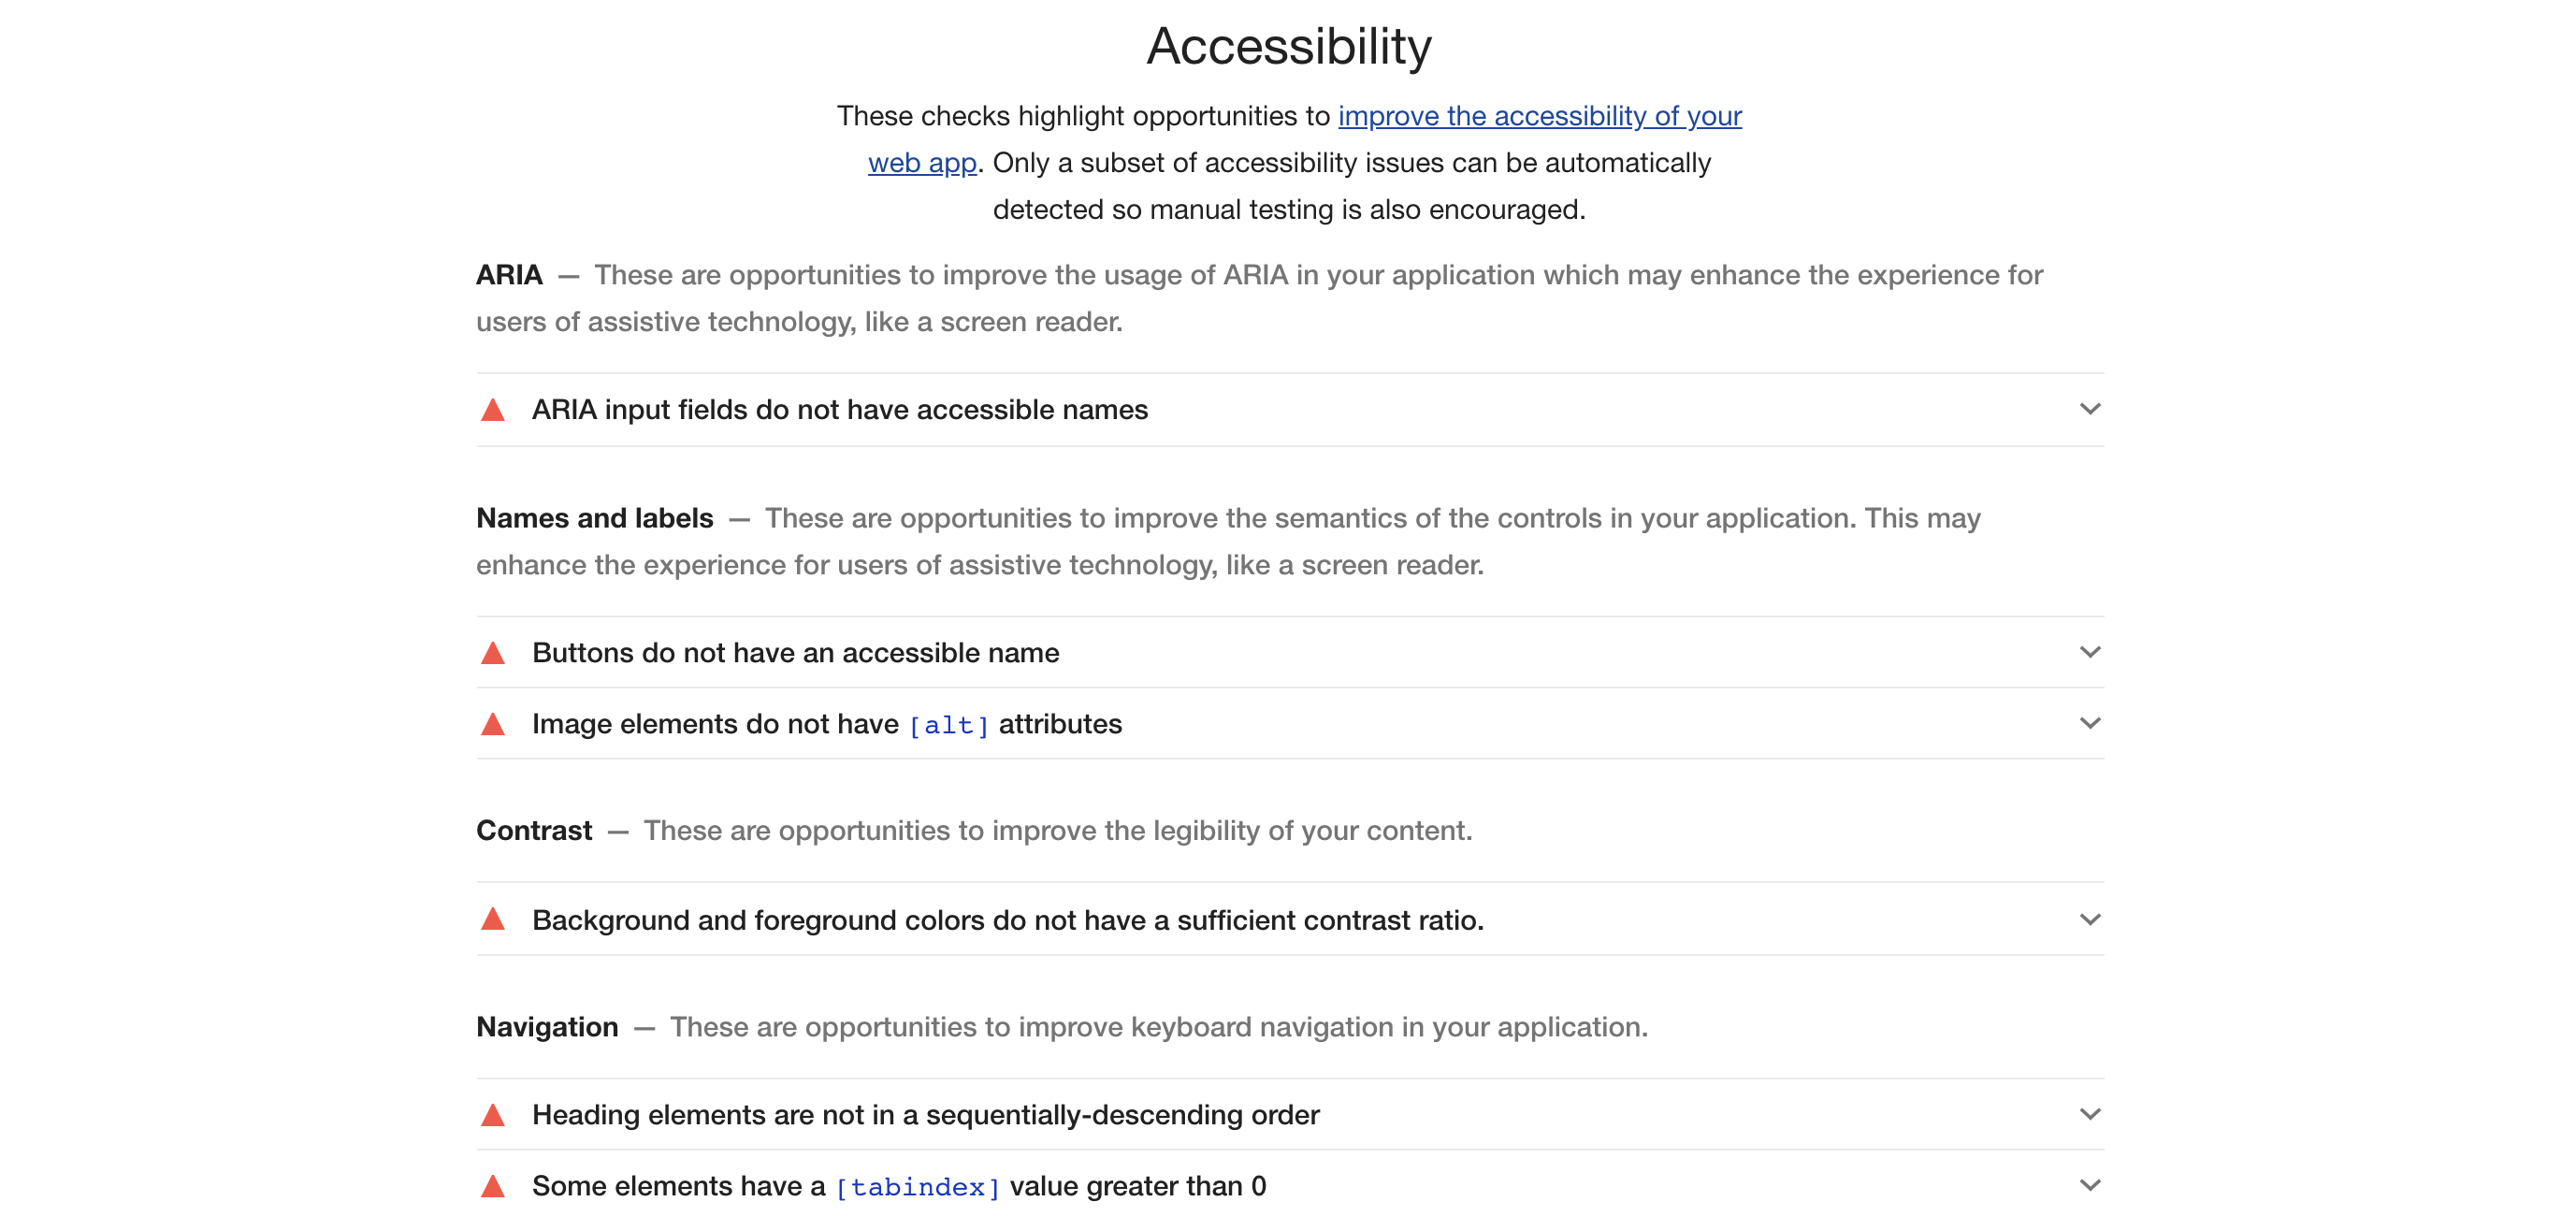 Accessibility
These checks highlight opportunities to improve the accessibility of your
web app. Only a subset of accessibility issues can be automatically
detected so manual testing is also encouraged.
ARIA — These are opportunities to improve the usage of ARIA in your application which may enhance the experience for
users of assistive technology, like a screen reader.
ARIA input fields do not have accessible names
Names and labels — These are opportunities to improve the semantics of the controls in your application. This may
enhance the experience for users of assistive technology, like a screen reader.
Buttons do not have an accessible name
Image elements do not have [alt] attributes
Contrast — These are opportunities to improve the legibility of your content.
Background and foreground colors do not have a sufficient contrast ratio.
Navigation — These are opportunities to improve keyboard navigation in your application.
Heading elements are not in a sequentially-descending order
Some elements have a [tabindex] value greater than 0